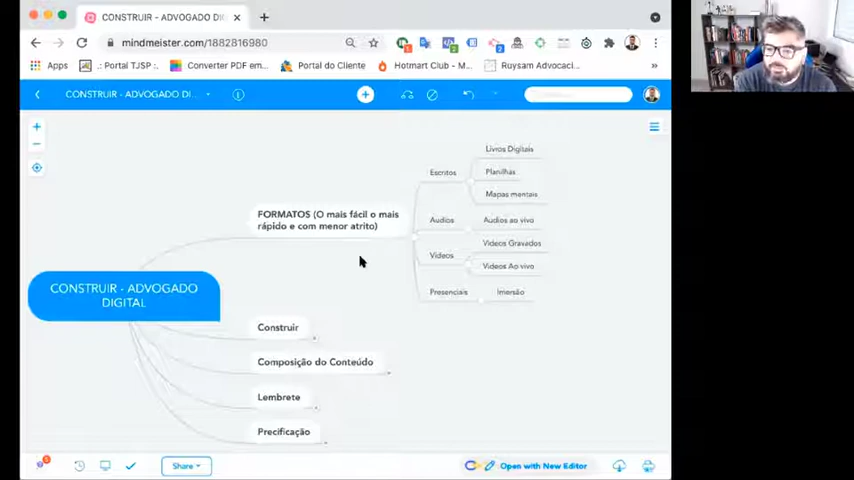 CONSTRUIR - ADVOGADO DI
mindmeister.com/1882816980
Apps
.: Portal TJSP -...
Converter PDF em...
Portal do Cliente
Hotmart Club - M...
Ruysam Advocaci...
CONSTRUIR - ADVOGADO DI...
Livros Digitais
Escritos
Planilhas
Mapas mentais
FORMATOS (O mais fácil o mais
rápido e com menor atrito)
Audios
Audios ao vivo
Videos Gravados
Vídeos
Videos Ao vivo
Presenciais
Imersão
CONSTRUIR - ADVOGADO
DIGITAL
Construir
Composição do Conteúdo
Lembrete
Precificação
Share
Open with New Editor